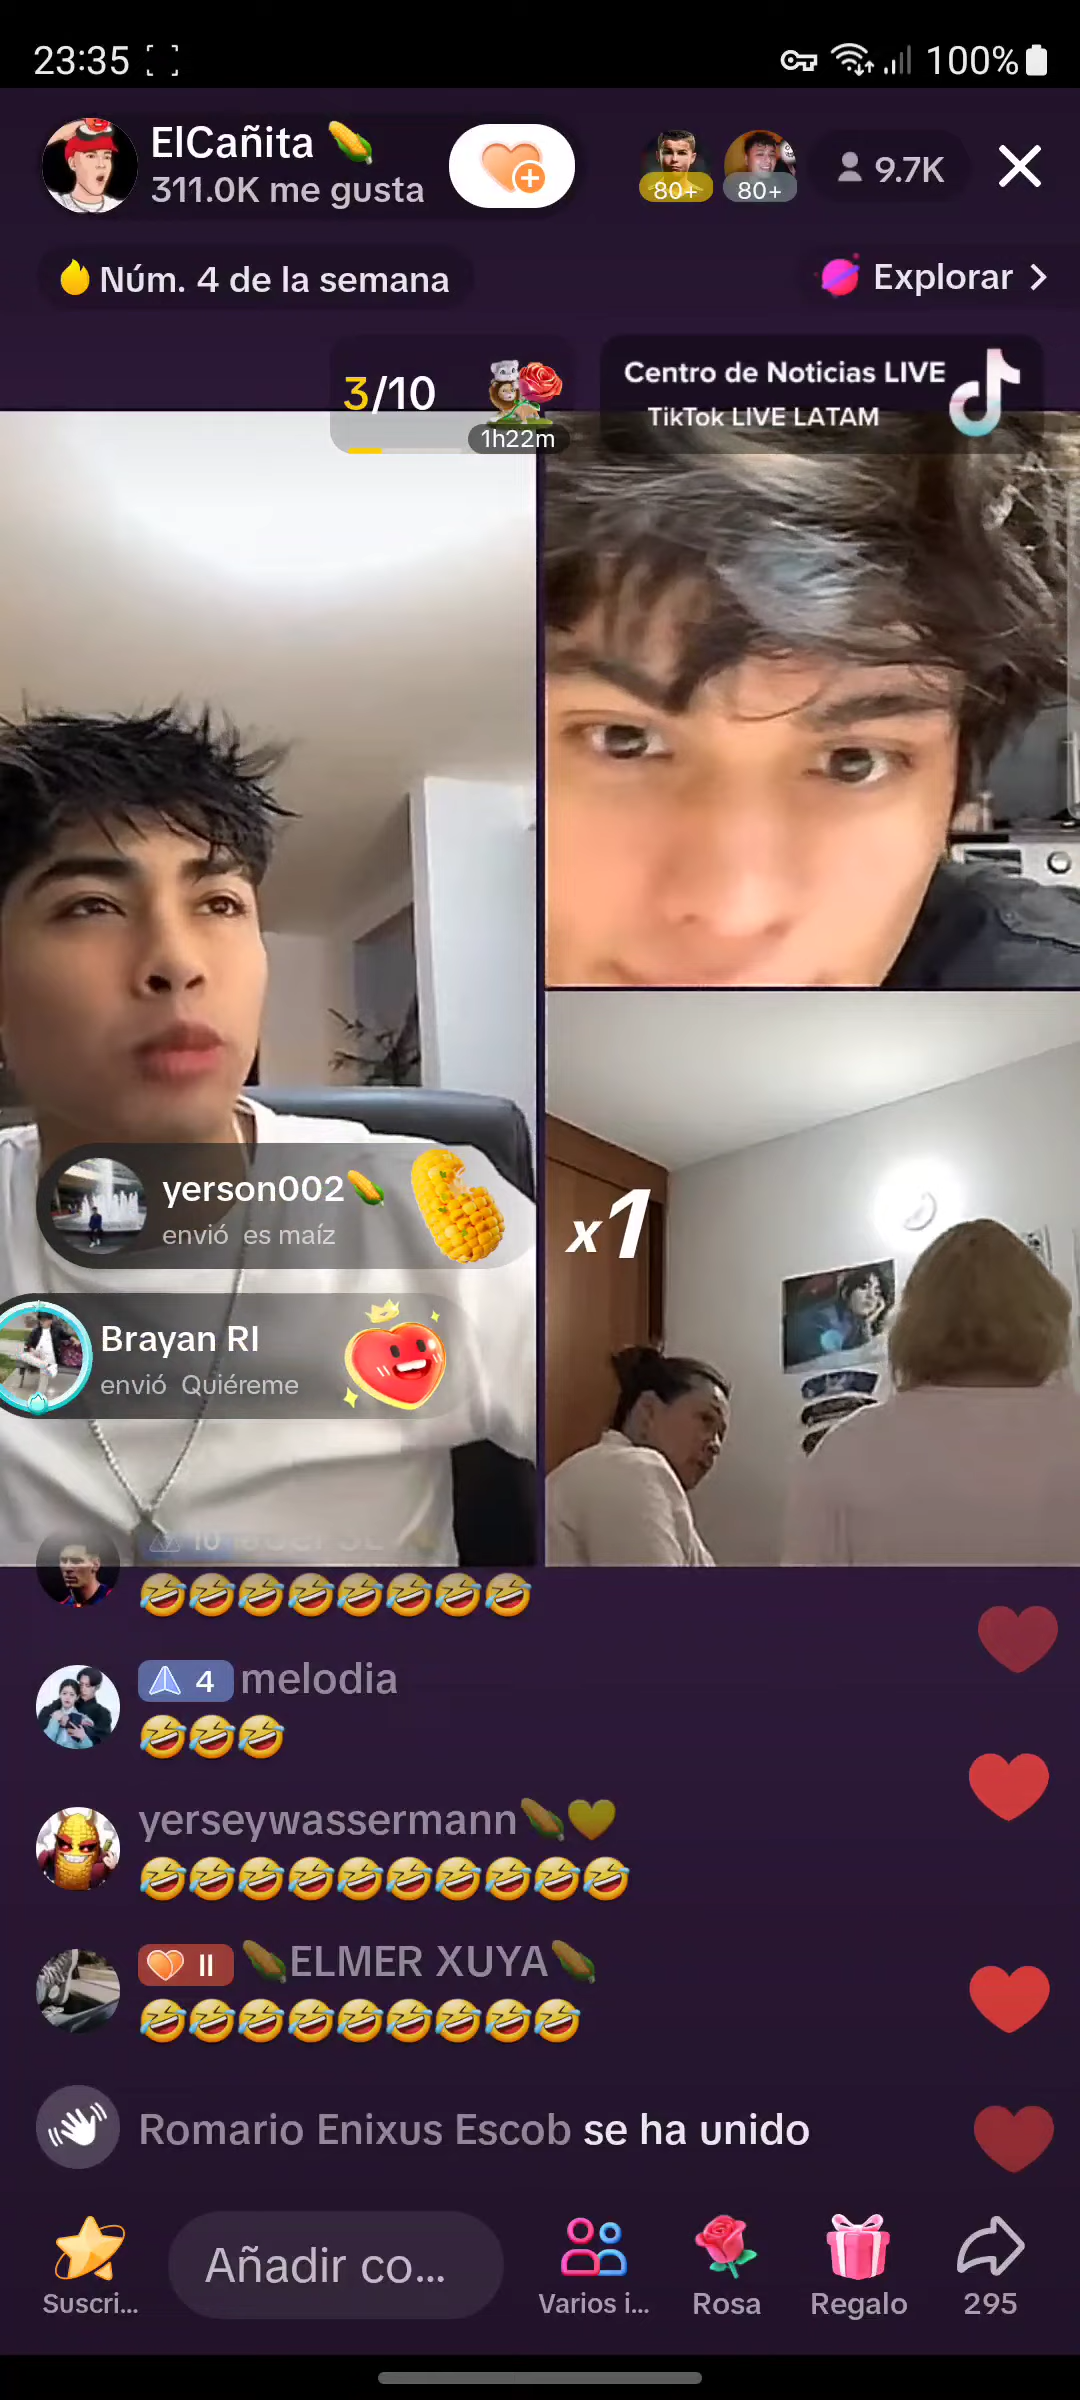 23:35
100%
ElCañita
311.0K me gusta
80+
80+
9.7K
Núm. 4 de la semana
Explorar
3/10
1h22m
Centro de Noticias LIVE
TikTok LIVE LATAM
yerson002
envió es maíz
x1
Brayan RI
envió Quiéreme
10
🤣🤣🤣🤣🤣🤣🤣🤣
4 melodia
🤣🤣🤣
yerseywassermann🌽💛
🤣🤣🤣🤣🤣🤣🤣🤣🤣🤣
II 🌽ELMER XUYA🌽
🤣🤣🤣🤣🤣🤣🤣🤣🤣
Romario Enixus Escob se ha unido
Suscri...
Añadir co...
Varios i...
Rosa
Regalo
295